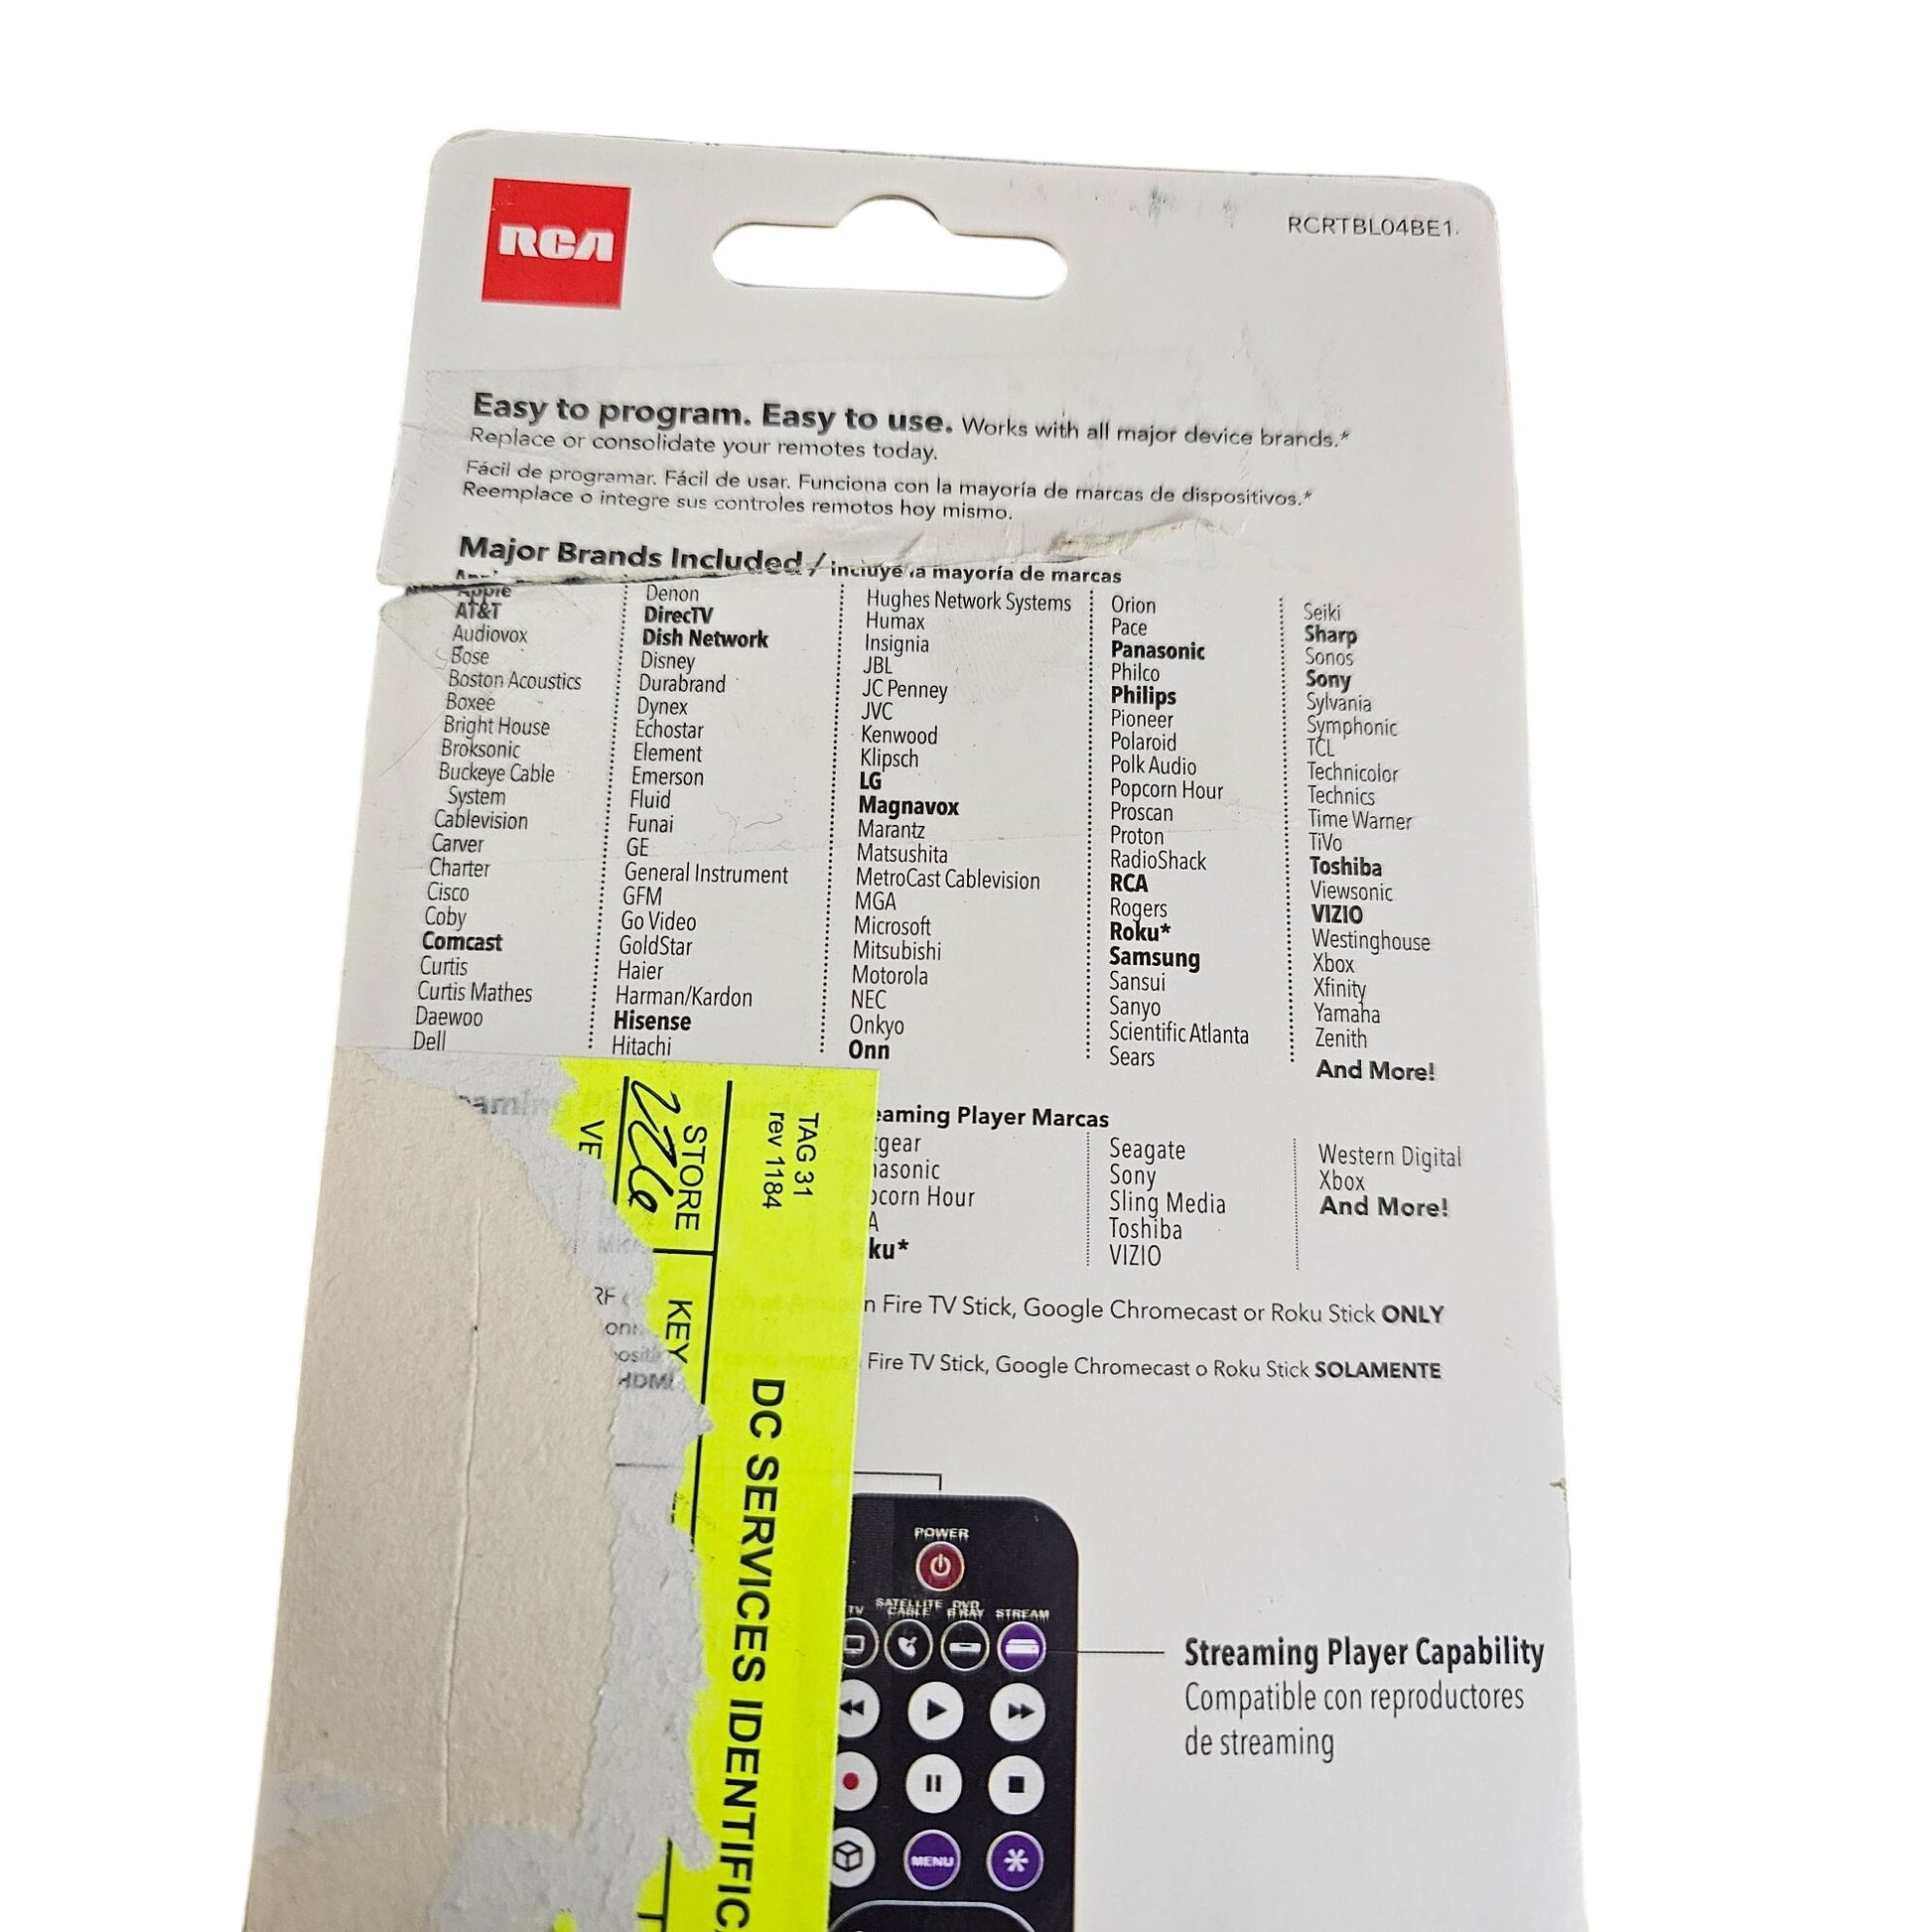 RCA
RCRTBL04BE1
Easy to program. Easy to use. Works with all major device brands.*
Replace or consolidate your remotes today.
Fácil de programar. Fácil de usar. Funciona con la mayoría de marcas de dispositivos.*
Reemplace o integre sus controles remotos hoy mismo.
Major Brands Included / incluye la mayoría de marcas
Apple
AT&T
Audiovox
Bose
Boston Acoustics
Boxee
Bright House
Broksonic
Buckeye Cable
System
Cablevision
Carver
Charter
Cisco
Coby
Comcast
Curtis
Curtis Mathes
Daewoo
Dell
Denon
DirecTV
Dish Network
Disney
Durabrand
Dynex
Echostar
Element
Emerson
Fluid
Funai
GE
General Instrument
GFM
Go Video
GoldStar
Haier
Harman/Kardon
Hisense
Hitachi
Hughes Network Systems
Humax
Insignia
JBL
JC Penney
JVC
Kenwood
Klipsch
LG
Magnavox
Marantz
Matsushita
MetroCast Cablevision
MGA
Microsoft
Mitsubishi
Motorola
NEC
Onkyo
Onn
Orion
Pace
Panasonic
Philco
Philips
Pioneer
Polaroid
Polk Audio
Popcorn Hour
Proscan
Proton
RadioShack
RCA
Rogers
Roku*
Samsung
Sansui
Sanyo
Scientific Atlanta
Sears
Seiki
Sharp
Sonos
Sony
Sylvania
Symphonic
TCL
Technicolor
Technics
Time Warner
TiVo
Toshiba
Viewsonic
VIZIO
Westinghouse
Xbox
Xfinity
Yamaha
Zenith
And More!
eaming Player Marcas
tgear
nasonic
pcorn Hour
A
ku*
Seagate
Sony
Sling Media
Toshiba
VIZIO
Western Digital
Xbox
And More!
n Fire TV Stick, Google Chromecast or Roku Stick ONLY
Fire TV Stick, Google Chromecast o Roku Stick SOLAMENTE
TAG 31
rev 1184
STORE
KEY
VE
DC SERVICES IDENTIFIC
POWER
TV
SATELLITE
CABLE
DVD
STREAM
MENU
Streaming Player Capability
Compatible con reproductores
de streaming